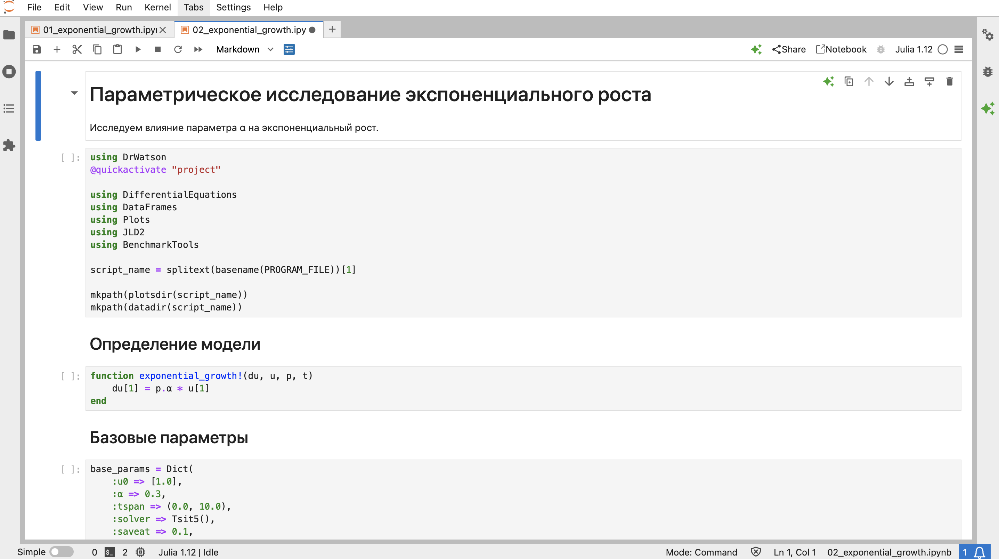 File Edit View Run Kernel Tabs Settings Help
01_exponential_growth.ipyı 02_exponential_growth.ipy
Markdown Share Notebook Julia 1.12
Параметрическое исследование экспоненциального роста
Исследуем влияние параметра α на экспоненциальный рост.
[ ]: using DrWatson
@quickactivate "project"
using DifferentialEquations
using DataFrames
using Plots
using JLD2
using BenchmarkTools
script_name = splitext(basename(PROGRAM_FILE))[1]
mkpath(plotsdir(script_name))
mkpath(datadir(script_name))
Определение модели
[ ]: function exponential_growth!(du, u, p, t)
    du[1] = p.α * u[1]
end
Базовые параметры
[ ]: base_params = Dict(
    :u0 => [1.0],
    :α => 0.3,
    :tspan => (0.0, 10.0),
    :solver => Tsit5(),
    :saveat => 0.1,
Simple 0 $_ 2 Julia 1.12 | Idle Mode: Command Ln 1, Col 1 02_exponential_growth.ipynb 1